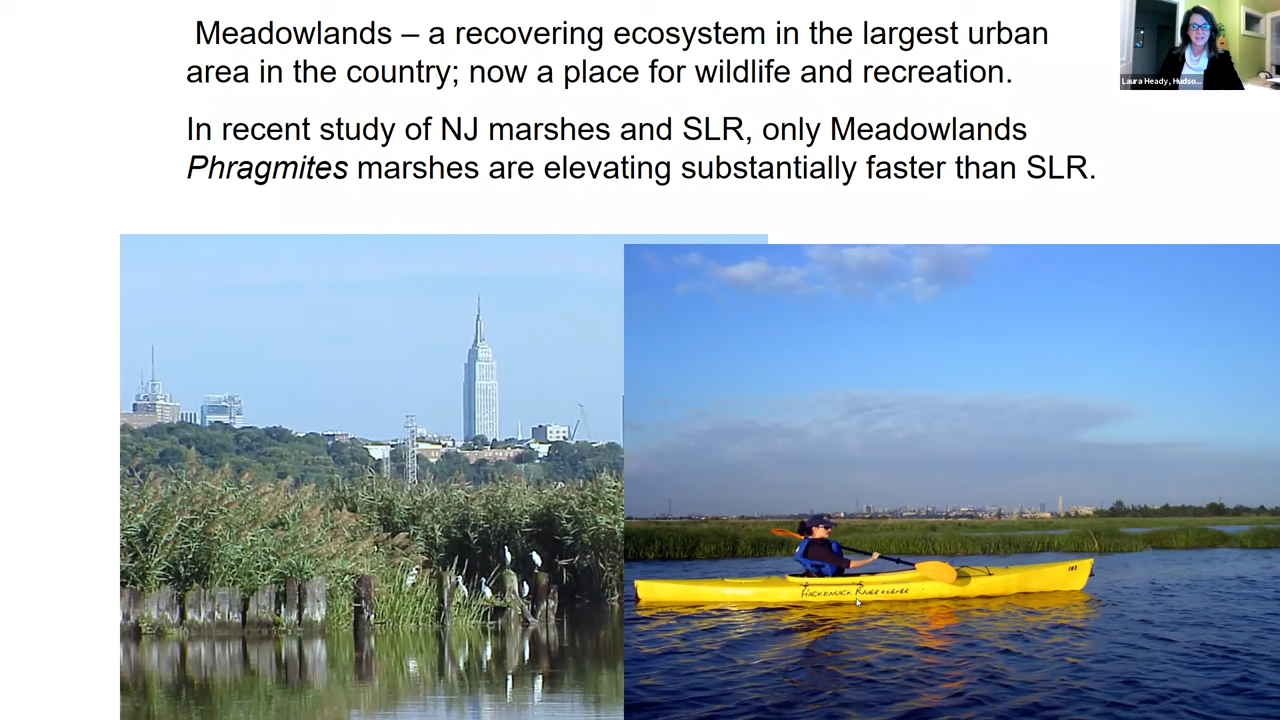 Meadowlands – a recovering ecosystem in the largest urban
area in the country; now a place for wildlife and recreation.
In recent study of NJ marshes and SLR, only Meadowlands
Phragmites marshes are elevating substantially faster than SLR.
Laura Heady, Hudso...
HACKENSACK RIVERKEEPER
103